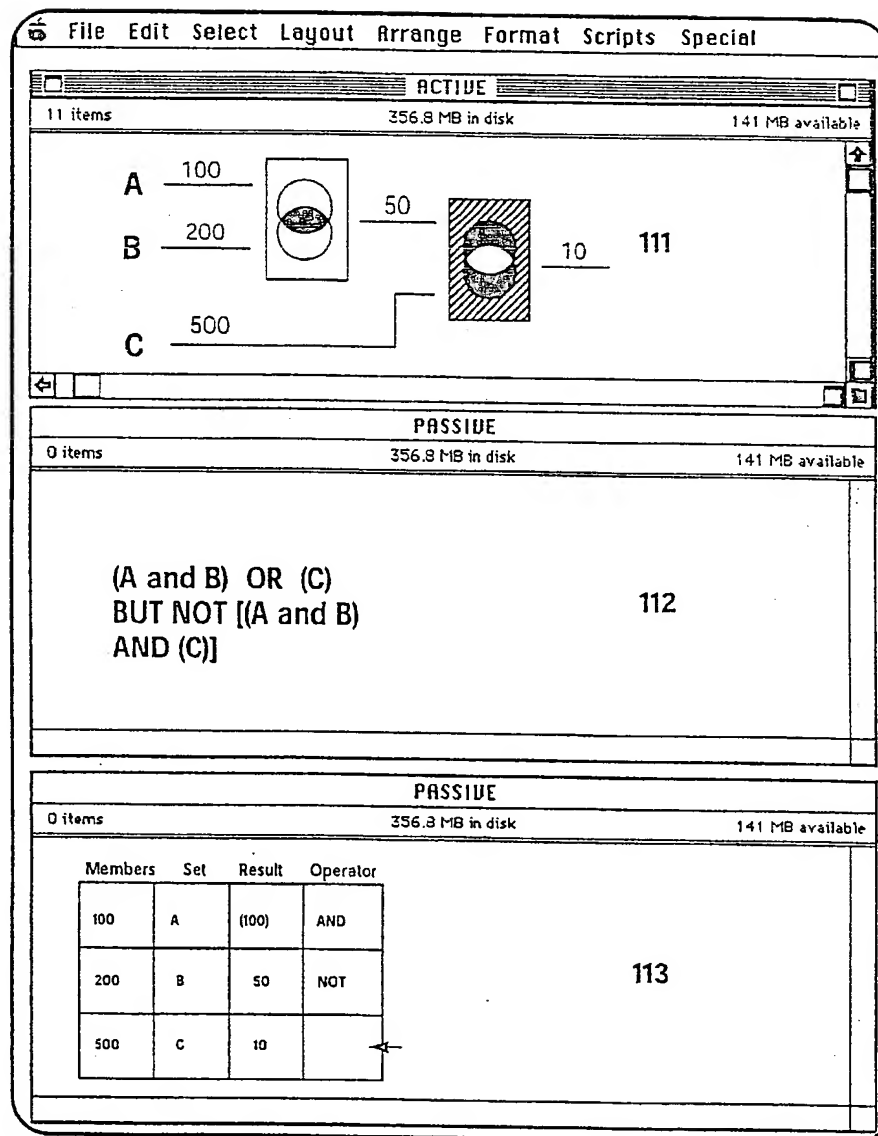 File Edit Select Layout Arrange Format Scripts Special
ACTIVE
11 items 356.8 MB in disk 141 MB available
A 100
50
B 200
10 111
C 500
PASSIVE
0 items 356.8 MB in disk 141 MB available
(A and B) OR (C)
BUT NOT [(A and B)
AND (C)]
112
PASSIVE
0 items 356.8 MB in disk 141 MB available
Members Set Result Operator
100 A (100) AND
200 B 50 NOT
500 C 10
113